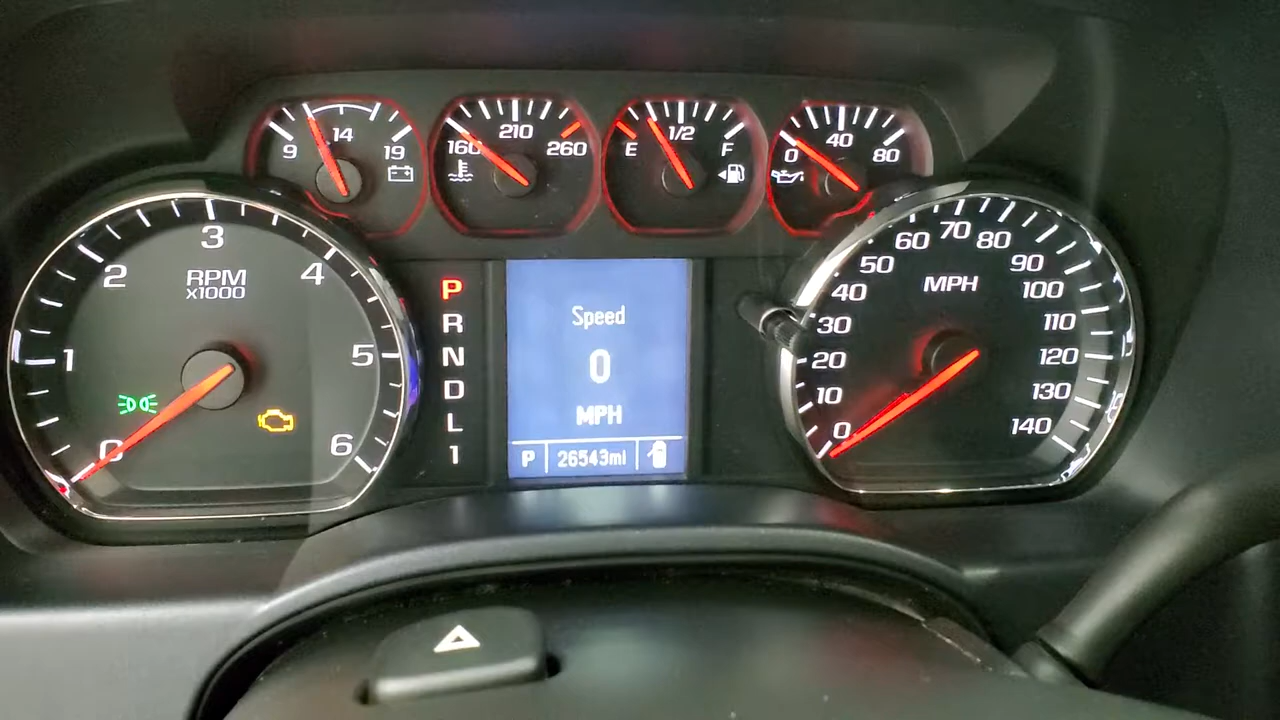 9 14 19
160 210 260
E 1/2 F
0 40 80
0 1 2 3 4 5 6
RPM
x1000
P
R
N
D
L
1
Speed
0
MPH
P 26543mi
0 10 20 30 40 50 60 70 80 90 100 110 120 130 140
MPH